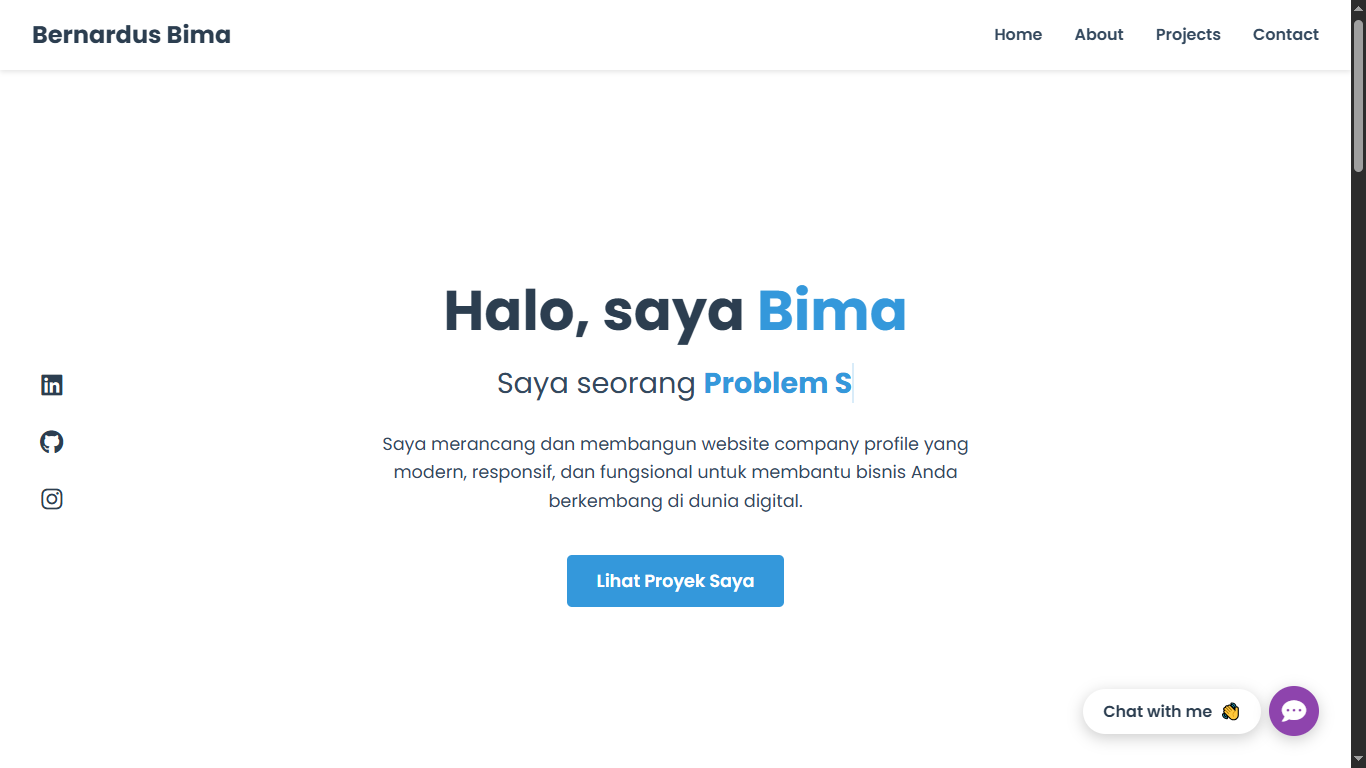 Bernardus Bima
Home
About
Projects
Contact
Halo, saya Bima
Saya seorang Problem S
Saya merancang dan membangun website company profile yang
modern, responsif, dan fungsional untuk membantu bisnis Anda
berkembang di dunia digital.
Lihat Proyek Saya
Chat with me 👋